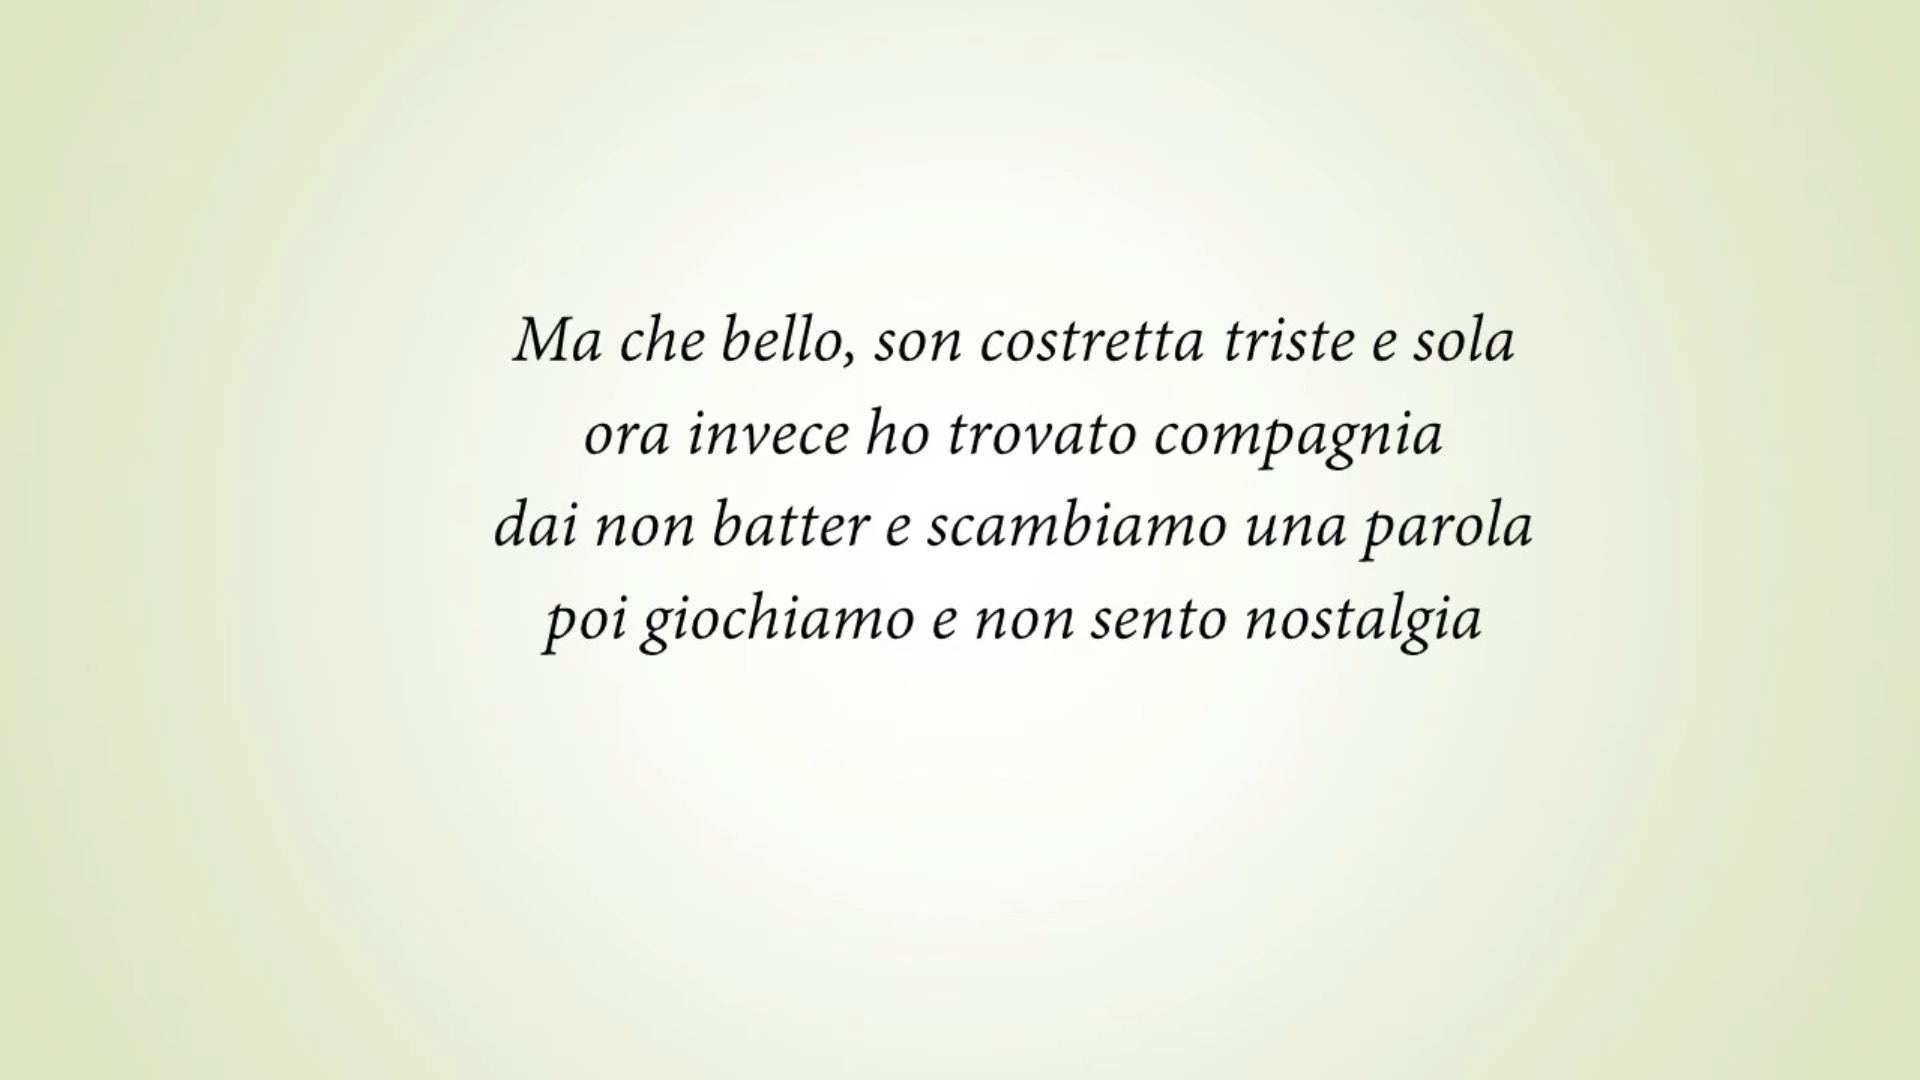 Ma che bello, son costretta triste e sola
ora invece ho trovato compagnia
dai non batter e scambiamo una parola
poi giochiamo e non sento nostalgia